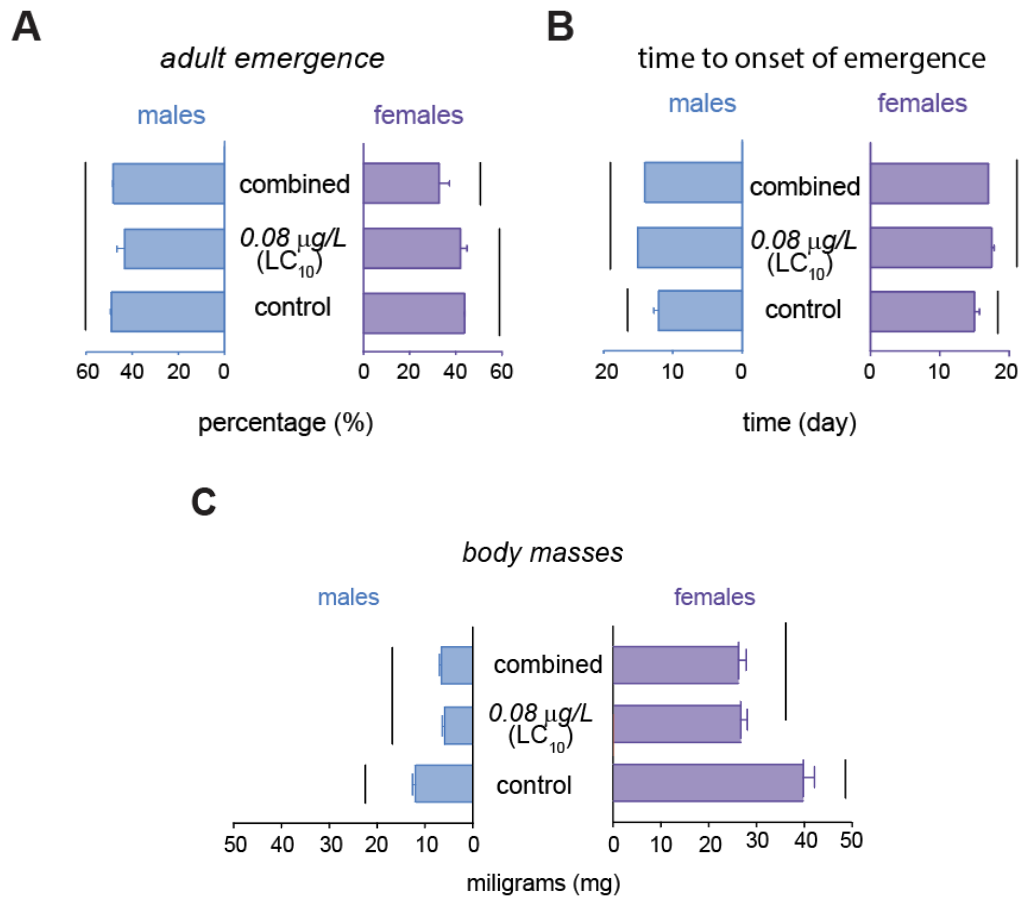 A
adult emergence
males females
combined
0.08 µg/L
(LC10)
control
60 40 20 0 0 20 40 60
percentage (%)
B
time to onset of emergence
males females
combined
0.08 µg/L
(LC10)
control
20 10 0 0 10 20
time (day)
C
body masses
males females
combined
0.08 µg/L
(LC10)
control
50 40 30 20 10 0 0 10 20 30 40 50
miligrams (mg)